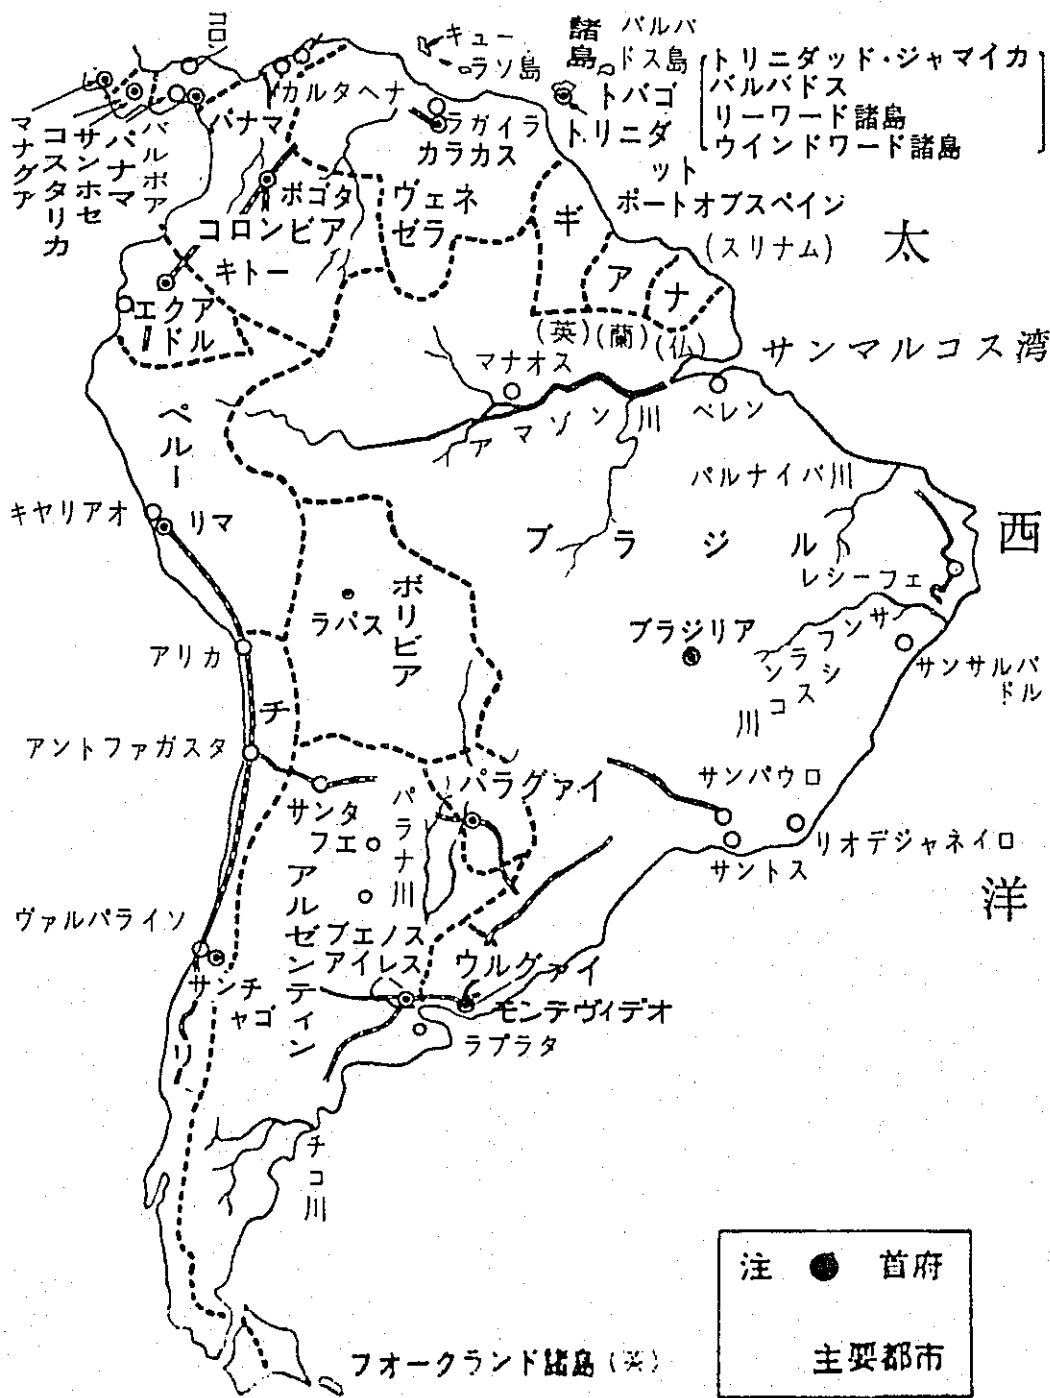 コロン
キュー
ラソ島
諸島
バルバ
ドス島
トバゴ
トリニダ
ット
トリニダッド・ジャマイカ
バルバドス
リーワード諸島
ウインドワード諸島
マナグア
コスタリカ
サンホセ
パナマ
バルボア
パナマ
カルタヘナ
ラガイラ
カラカス
ポートオブスペイン
(スリナム)
太
西
洋
ボゴタ
コロンビア
ヴェネ
ゼラ
ギ
ア
ナ
(英)(蘭)(仏)
キトー
エクア
ドル
サンマルコス湾
マナオス
アマゾン川
ベレン
ペルー
パルナイバ川
キヤリアオ
リマ
ブラジル
レシーフェ
ボリビア
ラパス
ブラジリア
サンフランシスコ川
サンサルバ
ドル
アリカ
チ
リ
アントファガスタ
サンパウロ
リオデジャネイロ
サントス
パラグァイ
サンタ
フエ
パラナ川
アルゼンティン
ヴァルパライソ
サンチ
ャゴ
ブエノス
アイレス
ウルグァイ
モンテヴィデオ
ラプラタ
チコ川
フオークランド諸島(英)
注 ● 首府
主要都市